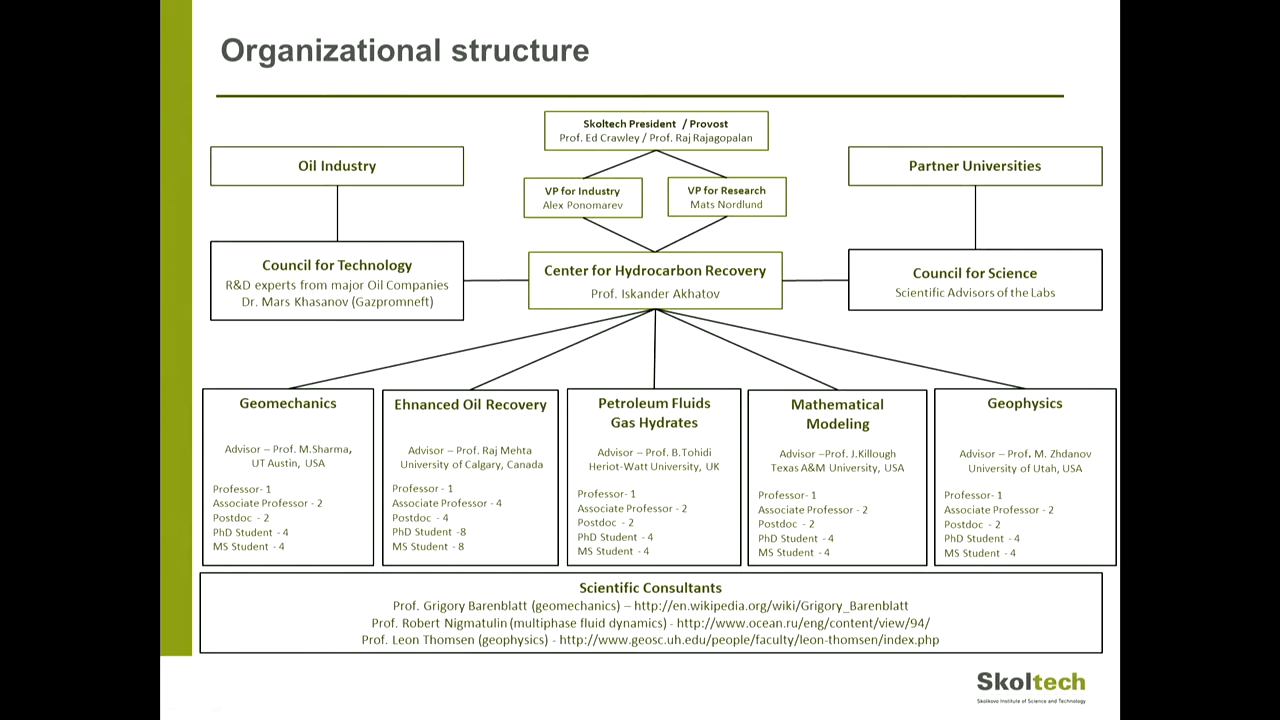 Organizational structure
Skoltech President / Provost
Prof. Ed Crawley / Prof. Raj Rajagopalan
Oil Industry
Partner Universities
VP for Industry
Alex Ponomarev
VP for Research
Mats Nordlund
Council for Technology
R&D experts from major Oil Companies
Dr. Mars Khasanov (Gazpromneft)
Center for Hydrocarbon Recovery
Prof. Iskander Akhatov
Council for Science
Scientific Advisors of the Labs
Geomechanics
Advisor – Prof. M.Sharma,
UT Austin, USA
Professor- 1
Associate Professor - 2
Postdoc - 2
PhD Student - 4
MS Student - 4
Ehnanced Oil Recovery
Advisor – Prof. Raj Mehta
University of Calgary, Canada
Professor- 1
Associate Professor - 4
Postdoc - 4
PhD Student -8
MS Student - 8
Petroleum Fluids
Gas Hydrates
Advisor – Prof. B.Tohidi
Heriot-Watt University, UK
Professor- 1
Associate Professor - 2
Postdoc - 2
PhD Student - 4
MS Student - 4
Mathematical
Modeling
Advisor –Prof. J.Killough
Texas A&M University, USA
Professor- 1
Associate Professor - 2
Postdoc - 2
PhD Student - 4
MS Student - 4
Geophysics
Advisor – Prof. M. Zhdanov
University of Utah, USA
Professor- 1
Associate Professor - 2
Postdoc - 2
PhD Student - 4
MS Student - 4
Scientific Consultants
Prof. Grigory Barenblatt (geomechanics) – http://en.wikipedia.org/wiki/Grigory_Barenblatt
Prof. Robert Nigmatulin (multiphase fluid dynamics) - http://www.ocean.ru/eng/content/view/94/
Prof. Leon Thomsen (geophysics) - http://www.geosc.uh.edu/people/faculty/leon-thomsen/index.php
Skoltech
Skolkovo Institute of Science and Technology